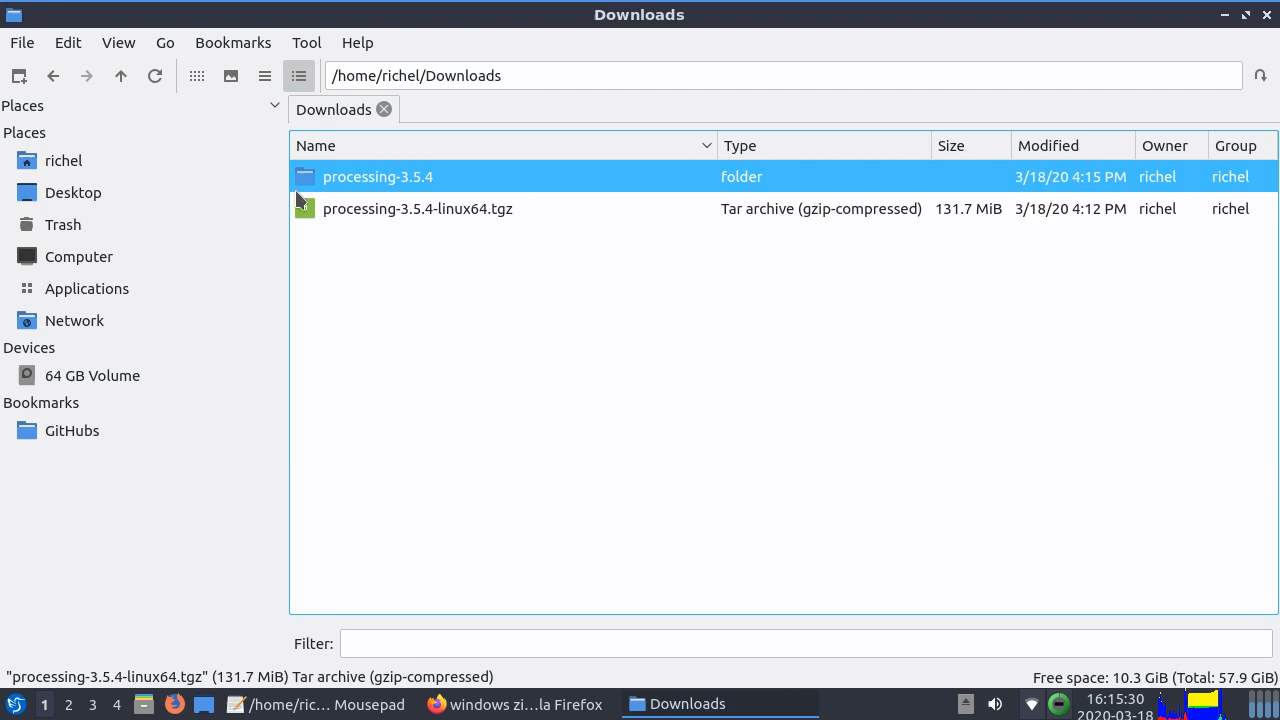 Downloads
File Edit View Go Bookmarks Tool Help
/home/richel/Downloads
Places
Places
richel
Desktop
Trash
Computer
Applications
Network
Devices
64 GB Volume
Bookmarks
GitHubs
Downloads
Name Type Size Modified Owner Group
processing-3.5.4 folder 3/18/20 4:15 PM richel richel
processing-3.5.4-linux64.tgz Tar archive (gzip-compressed) 131.7 MiB 3/18/20 4:12 PM richel richel
Filter:
"processing-3.5.4-linux64.tgz" (131.7 MiB) Tar archive (gzip-compressed) Free space: 10.3 GiB (Total: 57.9 GiB)
1 2 3 4 /home/ric... Mousepad windows zi...la Firefox Downloads 16:15:30
2020-03-18